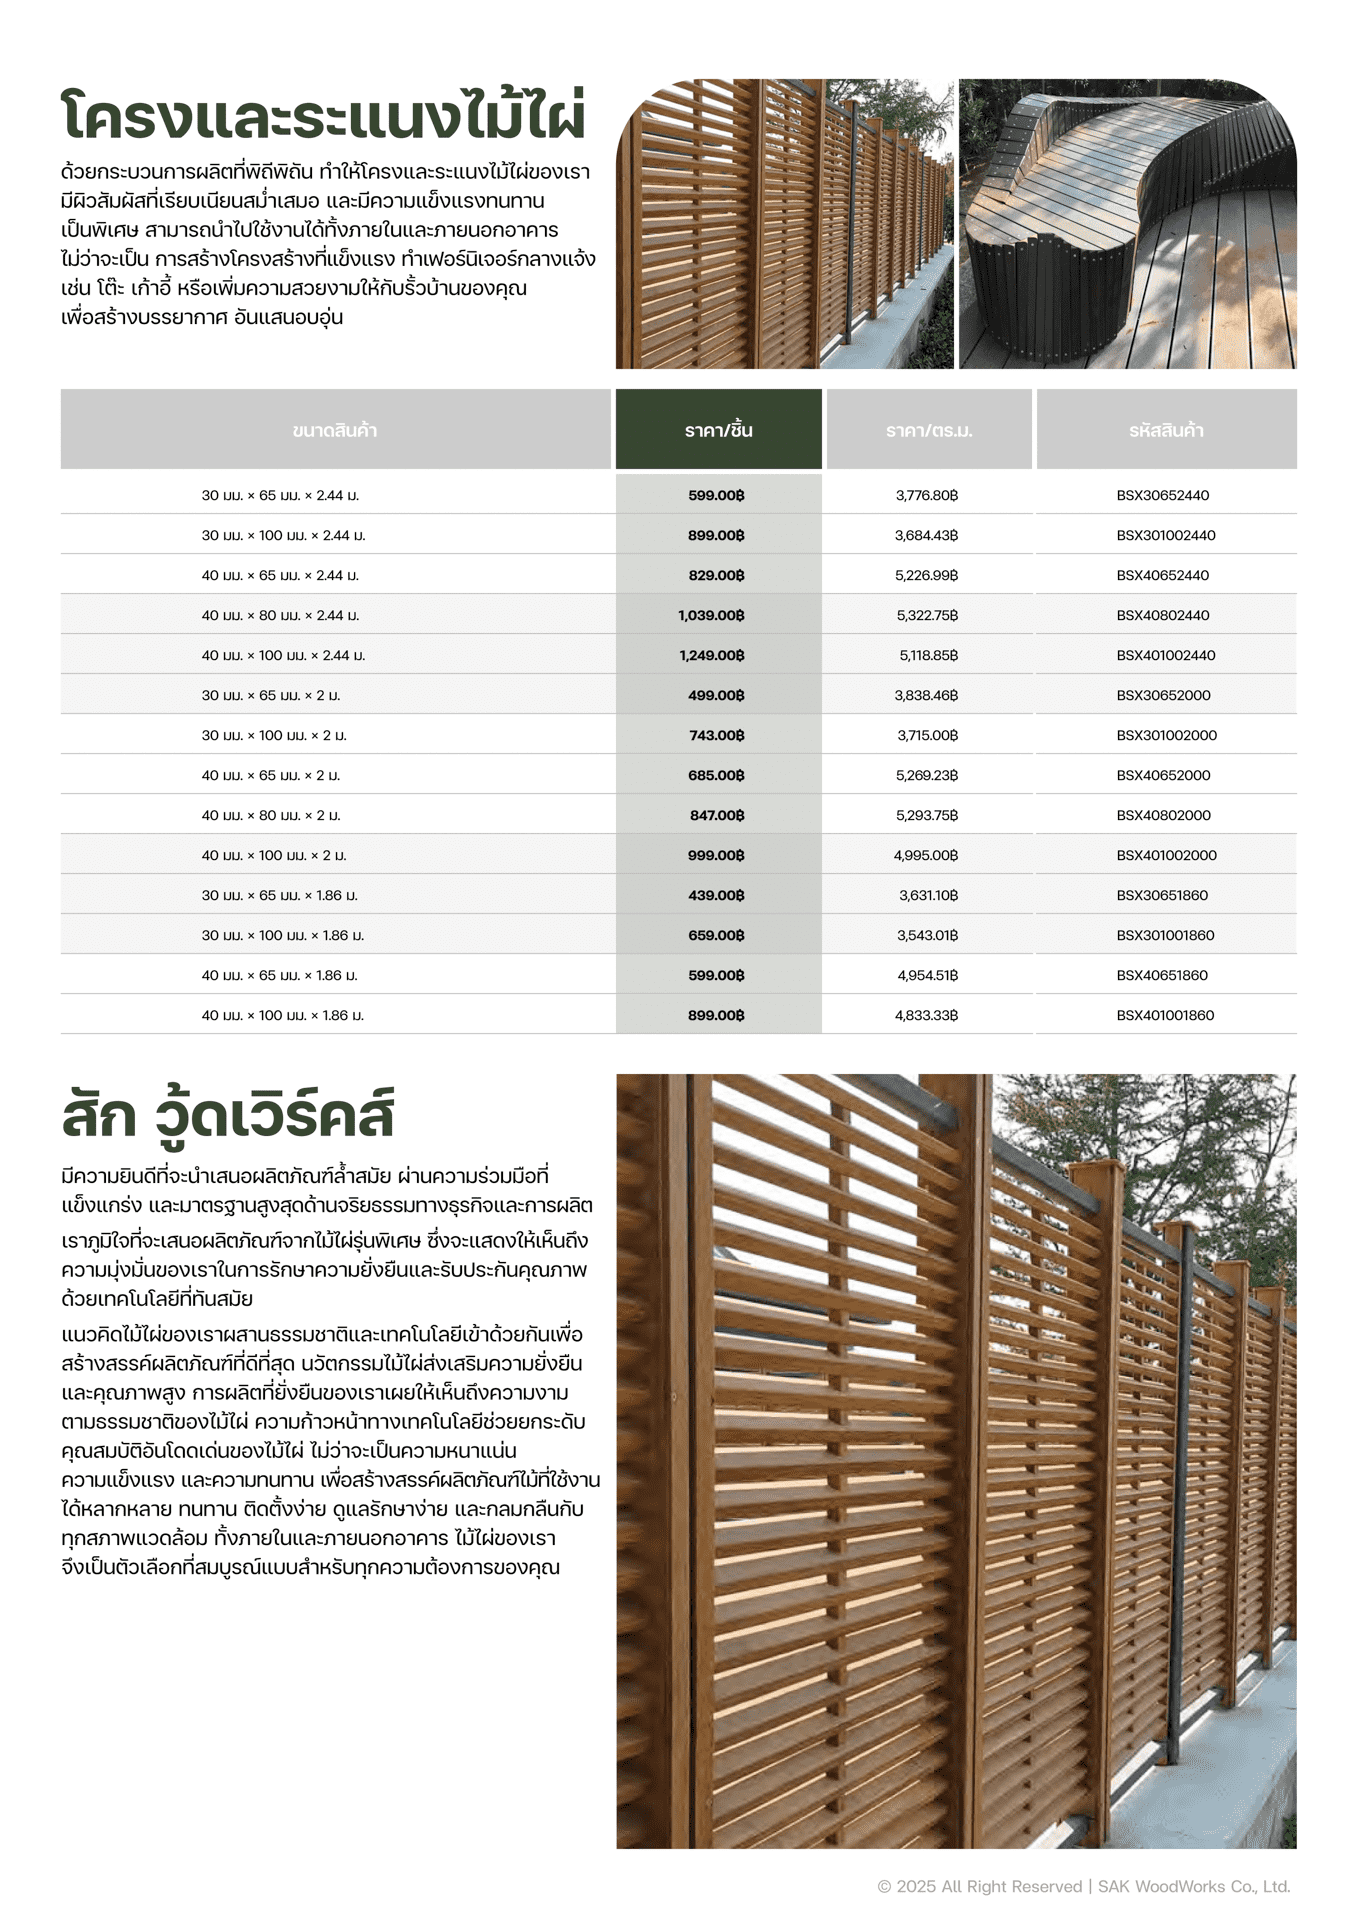 โครงและระแนงไม้ไผ่
ด้วยกระบวนการผลิตที่พิถีพิถัน ทำให้โครงและระแนงไม้ไผ่ของเรา
มีผิวสัมผัสที่เรียบเนียนสม่ำเสมอ และมีความแข็งแรงทนทาน
เป็นพิเศษ สามารถนำไปใช้งานได้ทั้งภายในและภายนอกอาคาร
ไม่ว่าจะเป็น การสร้างโครงสร้างที่แข็งแรง ทำเฟอร์นิเจอร์กลางแจ้ง
เช่น โต๊ะ เก้าอี้ หรือเพิ่มความสวยงามให้กับรั้วบ้านของคุณ
เพื่อสร้างบรรยากาศ อันแสนอบอุ่น
ขนาดสินค้า ราคา/ชิ้น ราคา/ตร.ม. รหัสสินค้า
30 มม. × 65 มม. × 2.44 ม. 599.00฿ 3,776.80฿ BSX30652440
30 มม. × 100 มม. × 2.44 ม. 899.00฿ 3,684.43฿ BSX301002440
40 มม. × 65 มม. × 2.44 ม. 829.00฿ 5,226.99฿ BSX40652440
40 มม. × 80 มม. × 2.44 ม. 1,039.00฿ 5,322.75฿ BSX40802440
40 มม. × 100 มม. × 2.44 ม. 1,249.00฿ 5,118.85฿ BSX401002440
30 มม. × 65 มม. × 2 ม. 499.00฿ 3,838.46฿ BSX30652000
30 มม. × 100 มม. × 2 ม. 743.00฿ 3,715.00฿ BSX301002000
40 มม. × 65 มม. × 2 ม. 685.00฿ 5,269.23฿ BSX40652000
40 มม. × 80 มม. × 2 ม. 847.00฿ 5,293.75฿ BSX40802000
40 มม. × 100 มม. × 2 ม. 999.00฿ 4,995.00฿ BSX401002000
30 มม. × 65 มม. × 1.86 ม. 439.00฿ 3,631.10฿ BSX30651860
30 มม. × 100 มม. × 1.86 ม. 659.00฿ 3,543.01฿ BSX301001860
40 มม. × 65 มม. × 1.86 ม. 599.00฿ 4,954.51฿ BSX40651860
40 มม. × 100 มม. × 1.86 ม. 899.00฿ 4,833.33฿ BSX401001860
สัก วู้ดเวิร์คส์
มีความยินดีที่จะนำเสนอผลิตภัณฑ์ล้ำสมัย ผ่านความร่วมมือที่
แข็งแกร่ง และมาตรฐานสูงสุดด้านจริยธรรมทางธุรกิจและการผลิต
เราภูมิใจที่จะเสนอผลิตภัณฑ์จากไม้ไผ่รุ่นพิเศษ ซึ่งจะแสดงให้เห็นถึง
ความมุ่งมั่นของเราในการรักษาความยั่งยืนและรับประกันคุณภาพ
ด้วยเทคโนโลยีที่ทันสมัย
แนวคิดไม้ไผ่ของเราผสานธรรมชาติและเทคโนโลยีเข้าด้วยกันเพื่อ
สร้างสรรค์ผลิตภัณฑ์ที่ดีที่สุด นวัตกรรมไม้ไผ่ส่งเสริมความยั่งยืน
และคุณภาพสูง การผลิตที่ยั่งยืนของเราเผยให้เห็นถึงความงาม
ตามธรรมชาติของไม้ไผ่ ความก้าวหน้าทางเทคโนโลยีช่วยยกระดับ
คุณสมบัติอันโดดเด่นของไม้ไผ่ ไม่ว่าจะเป็นความหนาแน่น
ความแข็งแรง และความทนทาน เพื่อสร้างสรรค์ผลิตภัณฑ์ไม้ที่ใช้งาน
ได้หลากหลาย ทนทาน ติดตั้งง่าย ดูแลรักษาง่าย และกลมกลืนกับ
ทุกสภาพแวดล้อม ทั้งภายในและภายนอกอาคาร ไม้ไผ่ของเรา
จึงเป็นตัวเลือกที่สมบูรณ์แบบสำหรับทุกความต้องการของคุณ
© 2025 All Right Reserved | SAK WoodWorks Co., Ltd.